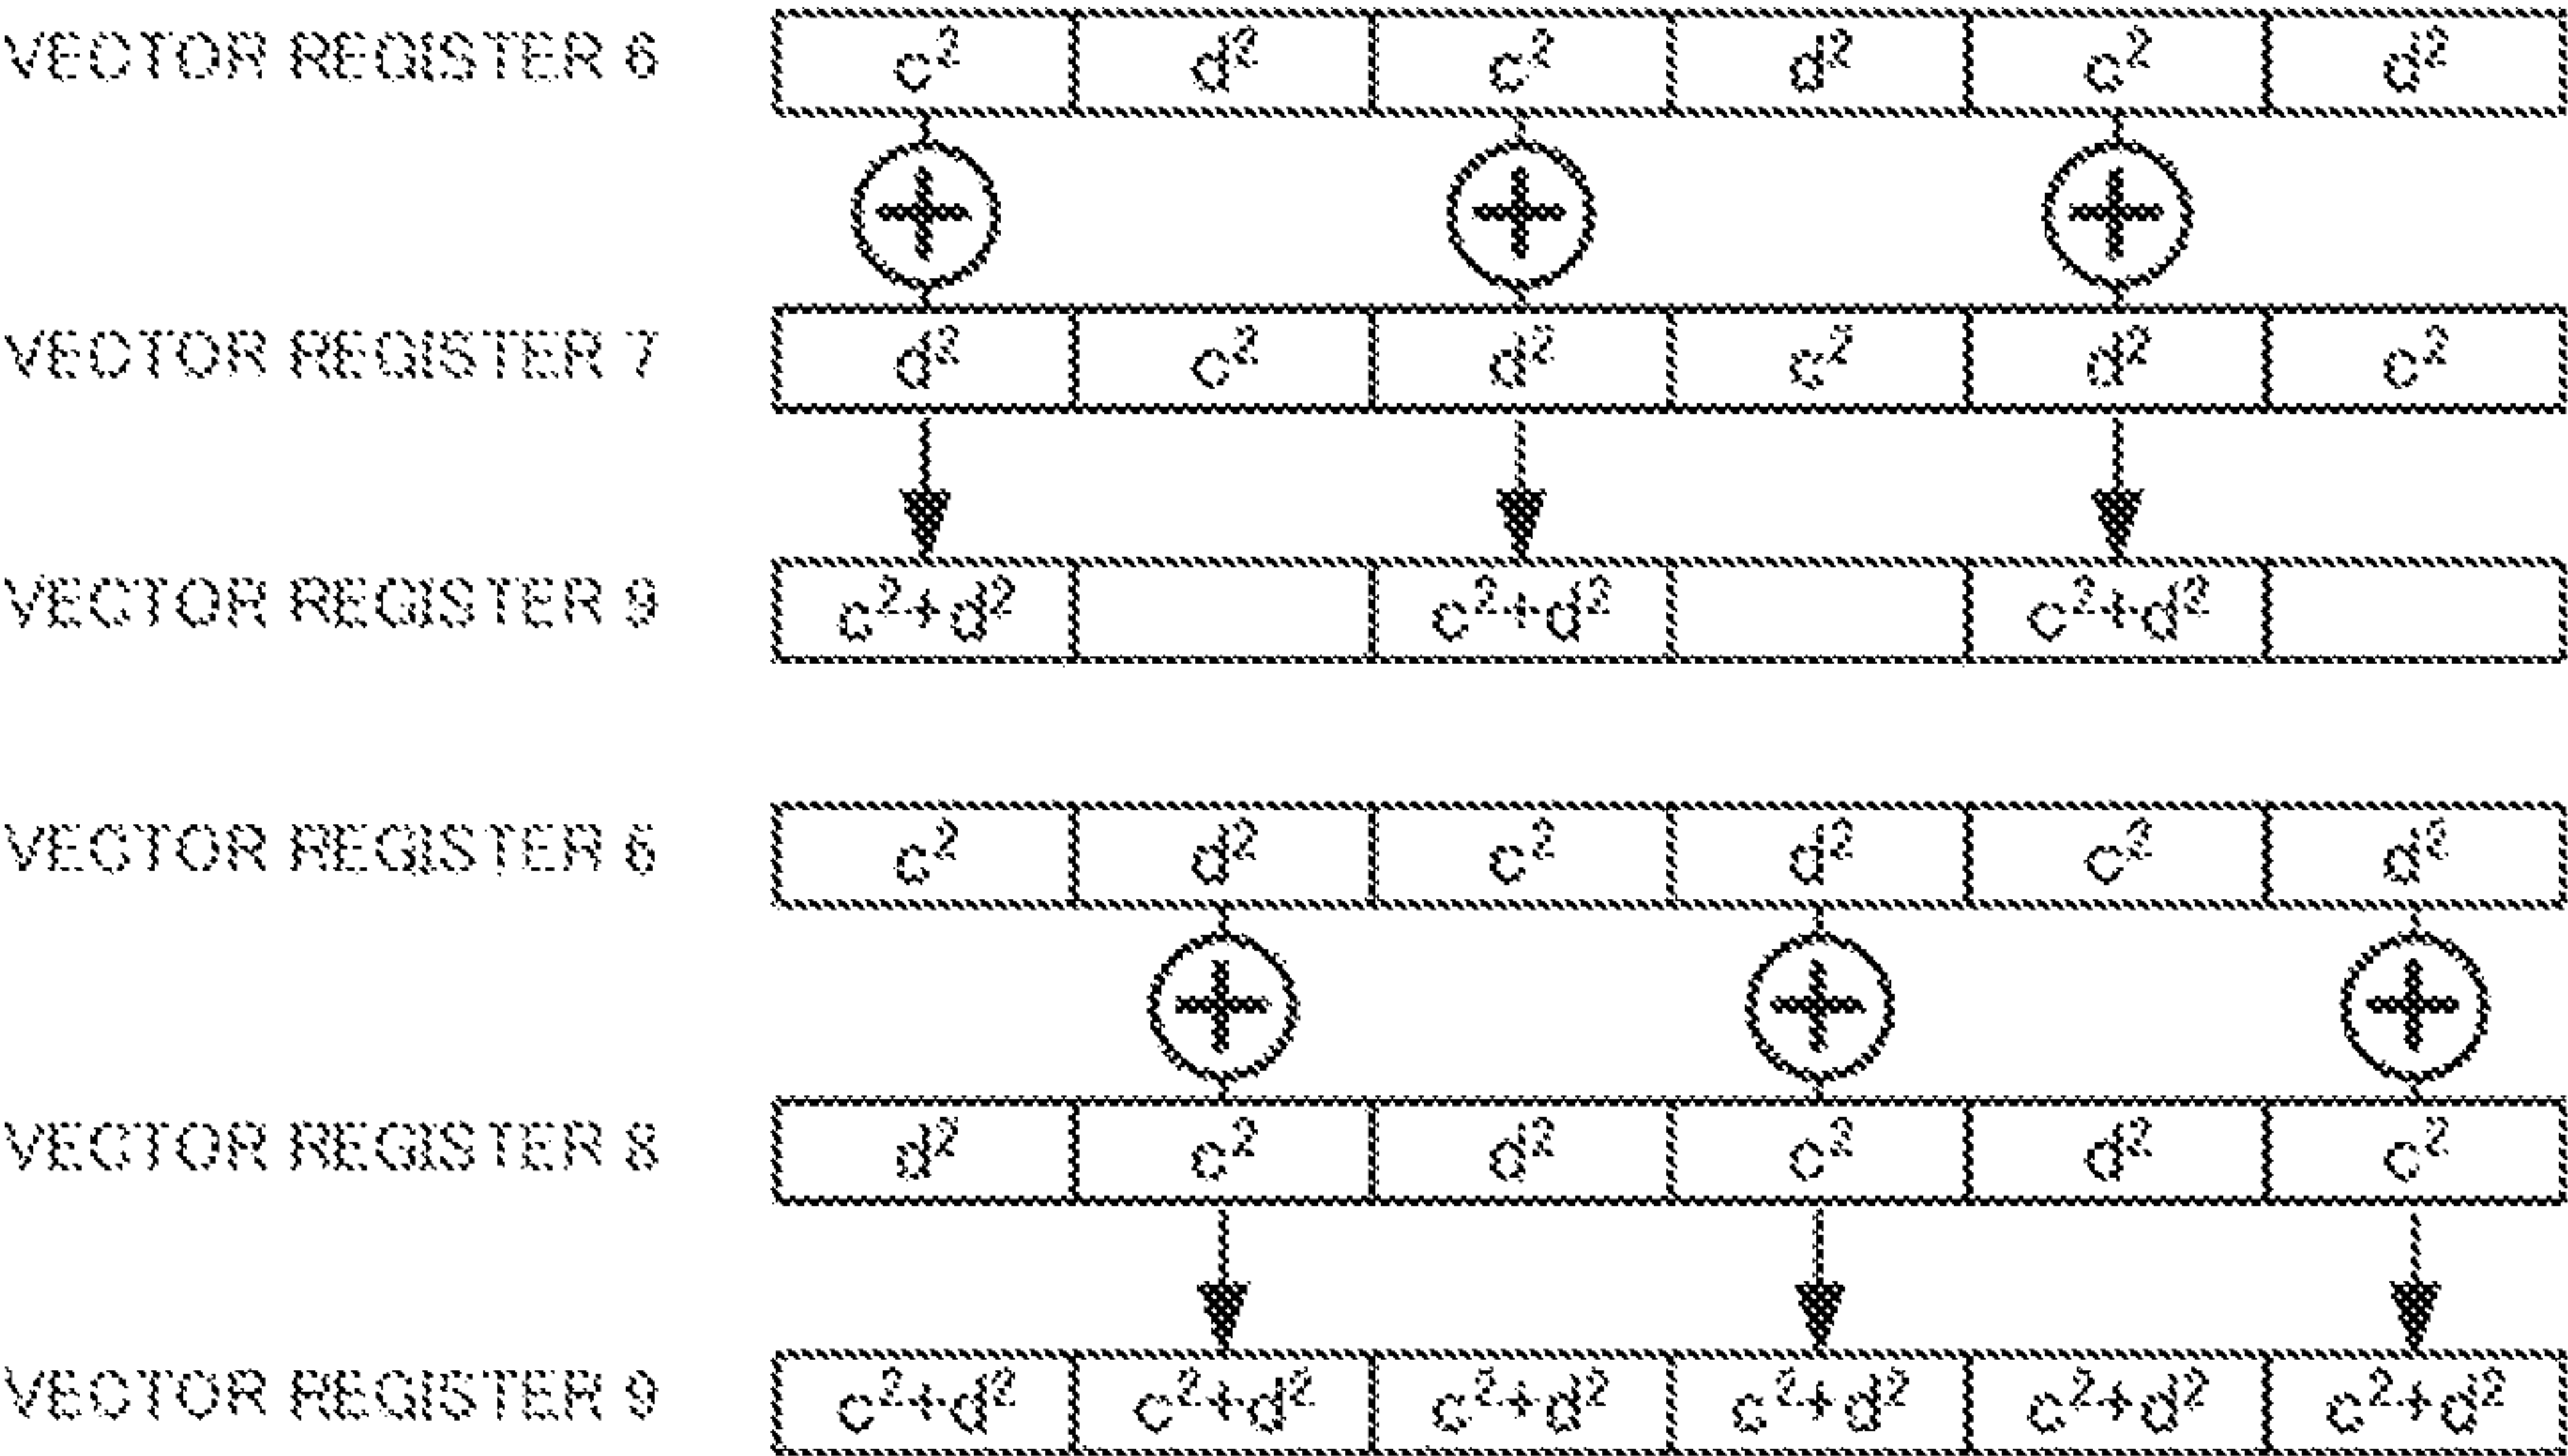 VECTOR REGISTER 6 c² d² c² d² c² d²
+ + +
VECTOR REGISTER 7 d² c² d² c² d² c²
VECTOR REGISTER 9 c²+d² c²+d² c²+d²
VECTOR REGISTER 6 c² d² c² d² c² d²
+ + +
VECTOR REGISTER 8 d² c² d² c² d² c²
VECTOR REGISTER 9 c²+d² c²+d² c²+d² c²+d² c²+d² c²+d²